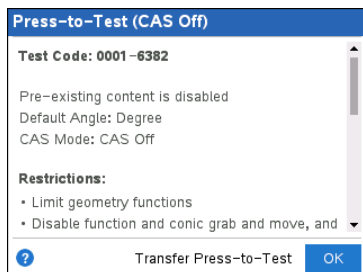 Press-to-Test (CAS Off)
Test Code: 0001-6382
Pre-existing content is disabled
Default Angle: Degree
CAS Mode: CAS Off
Restrictions:
• Limit geometry functions
• Disable function and conic grab and move, and
? Transfer Press-to-Test OK